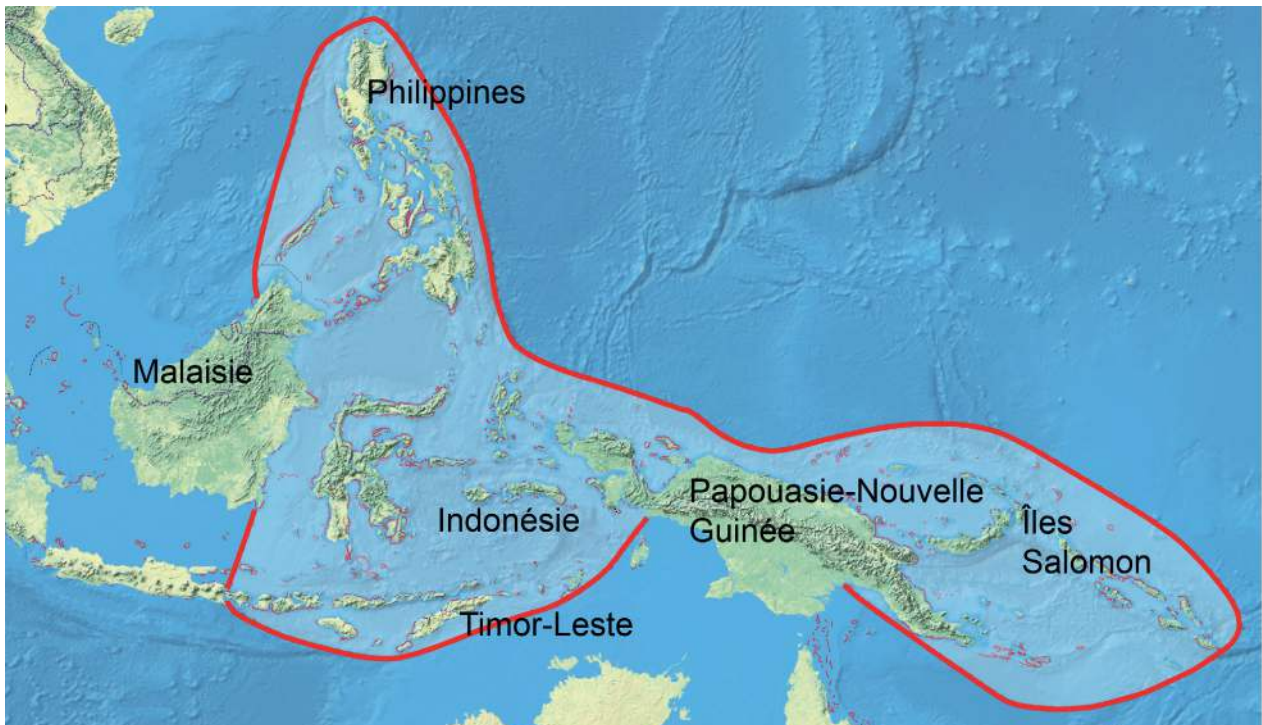 Philippines
Malaisie
Indonésie
Papouasie-Nouvelle
Guinée
Îles
Salomon
Timor-Leste